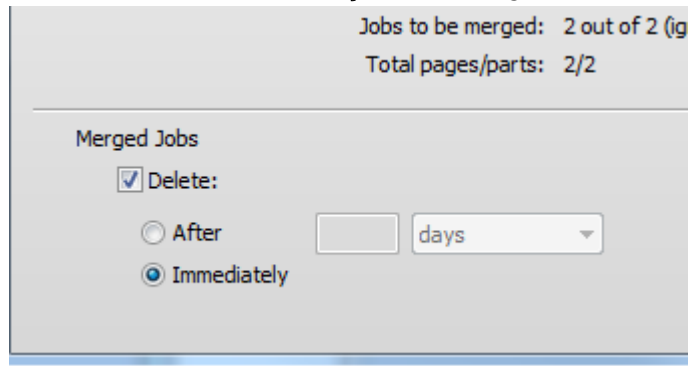 Jobs to be merged: 2 out of 2 (ig
Total pages/parts: 2/2
Merged Jobs
Delete:
After days
Immediately